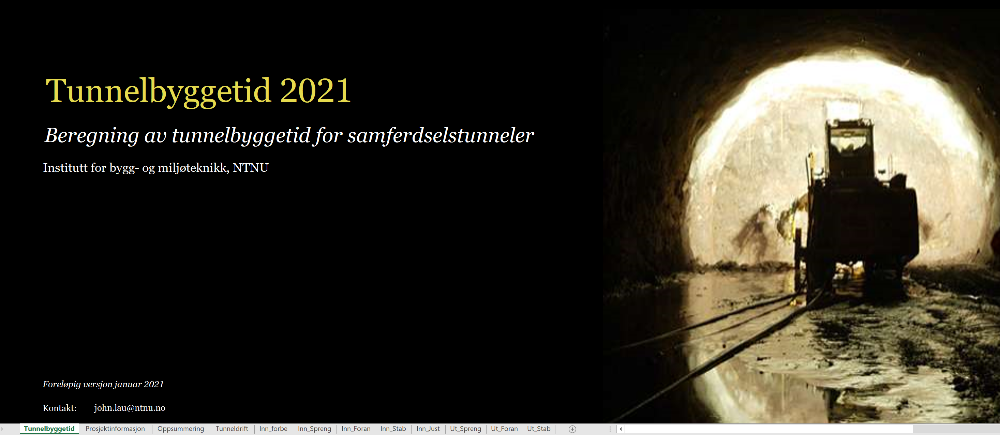 Tunnelbyggetid 2021
Beregning av tunnelbyggetid for samferdselstunneler
Institutt for bygg- og miljøteknikk, NTNU
Foreløpig versjon januar 2021
Kontakt: john.lau@ntnu.no
Tunnelbyggetid Prosjektinformasjon Oppsummering Tunneldrift Inn_forbe Inn_Spreng Inn_Foran Inn_Stab Inn_Just Ut_Spreng Ut_Foran Ut_Stab